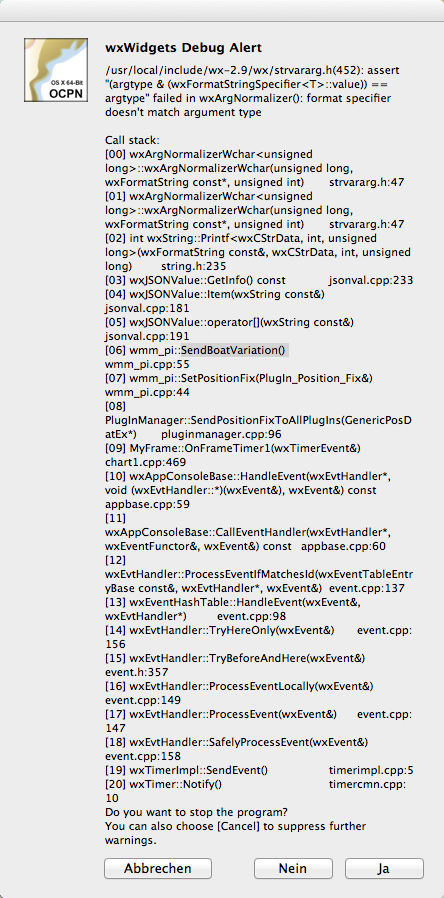 OS X 64-Bit
OCPN
wxWidgets Debug Alert
/usr/local/include/wx-2.9/wx/strvararg.h(452): assert
"(argtype & (wxFormatStringSpecifier<T>::value)) ==
argtype" failed in wxArgNormalizer(): format specifier
doesn't match argument type
Call stack:
[00] wxArgNormalizerWchar<unsigned
long>::wxArgNormalizerWchar(unsigned long,
wxFormatString const*, unsigned int) strvararg.h:47
[01] wxArgNormalizerWchar<unsigned
long>::wxArgNormalizerWchar(unsigned long,
wxFormatString const*, unsigned int) strvararg.h:47
[02] int wxString::Printf<wxCStrData, int, unsigned
long>(wxFormatString const&, wxCStrData, int, unsigned
long) string.h:235
[03] wxJSONValue::GetInfo() const jsonval.cpp:233
[04] wxJSONValue::Item(wxString const&)
jsonval.cpp:181
[05] wxJSONValue::operator[](wxString const&)
jsonval.cpp:191
[06] wmm_pi::SendBoatVariation()
wmm_pi.cpp:55
[07] wmm_pi::SetPositionFix(PlugIn_Position_Fix&)
wmm_pi.cpp:44
[08]
PlugInManager::SendPositionFixToAllPlugIns(GenericPosD
atEx*) pluginmanager.cpp:96
[09] MyFrame::OnFrameTimer1(wxTimerEvent&)
chart1.cpp:469
[10] wxAppConsoleBase::HandleEvent(wxEvtHandler*,
void (wxEvtHandler::*)(wxEvent&), wxEvent&) const
appbase.cpp:59
[11]
wxAppConsoleBase::CallEventHandler(wxEvtHandler*,
wxEventFunctor&, wxEvent&) const appbase.cpp:60
[12]
wxEvtHandler::ProcessEventIfMatchesId(wxEventTableEntr
yBase const&, wxEvtHandler*, wxEvent&) event.cpp:137
[13] wxEventHashTable::HandleEvent(wxEvent&,
wxEvtHandler*) event.cpp:98
[14] wxEvtHandler::TryHereOnly(wxEvent&) event.cpp:
156
[15] wxEvtHandler::TryBeforeAndHere(wxEvent&)
event.h:357
[16] wxEvtHandler::ProcessEventLocally(wxEvent&)
event.cpp:149
[17] wxEvtHandler::ProcessEvent(wxEvent&) event.cpp:
147
[18] wxEvtHandler::SafelyProcessEvent(wxEvent&)
event.cpp:158
[19] wxTimerImpl::SendEvent() timerimpl.cpp:5
[20] wxTimer::Notify() timercmn.cpp:
10
Do you want to stop the program?
You can also choose [Cancel] to suppress further
warnings.
Abbrechen Nein Ja